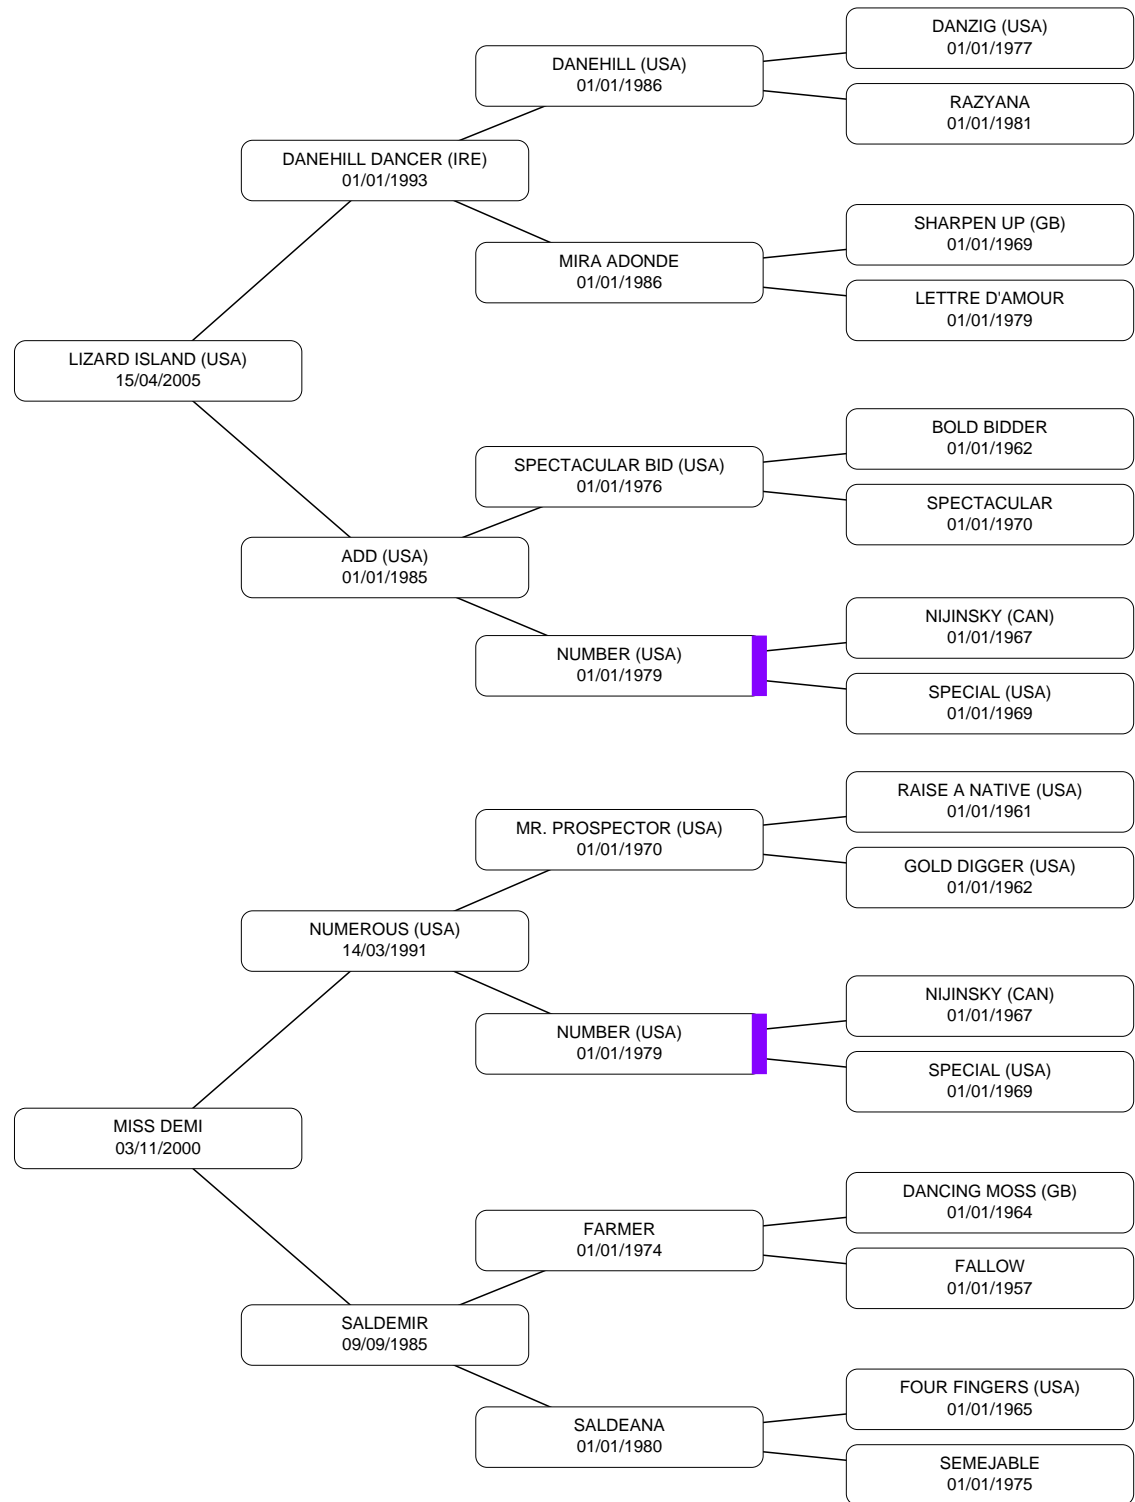 DANZIG (USA)
01/01/1977
DANEHILL (USA)
01/01/1986
RAZYANA
01/01/1981
DANEHILL DANCER (IRE)
01/01/1993
SHARPEN UP (GB)
01/01/1969
MIRA ADONDE
01/01/1986
LETTRE D'AMOUR
01/01/1979
LIZARD ISLAND (USA)
15/04/2005
BOLD BIDDER
01/01/1962
SPECTACULAR BID (USA)
01/01/1976
SPECTACULAR
01/01/1970
ADD (USA)
01/01/1985
NIJINSKY (CAN)
01/01/1967
NUMBER (USA)
01/01/1979
SPECIAL (USA)
01/01/1969
RAISE A NATIVE (USA)
01/01/1961
MR. PROSPECTOR (USA)
01/01/1970
GOLD DIGGER (USA)
01/01/1962
NUMEROUS (USA)
14/03/1991
NIJINSKY (CAN)
01/01/1967
NUMBER (USA)
01/01/1979
SPECIAL (USA)
01/01/1969
MISS DEMI
03/11/2000
DANCING MOSS (GB)
01/01/1964
FARMER
01/01/1974
FALLOW
01/01/1957
SALDEMIR
09/09/1985
FOUR FINGERS (USA)
01/01/1965
SALDEANA
01/01/1980
SEMEJABLE
01/01/1975